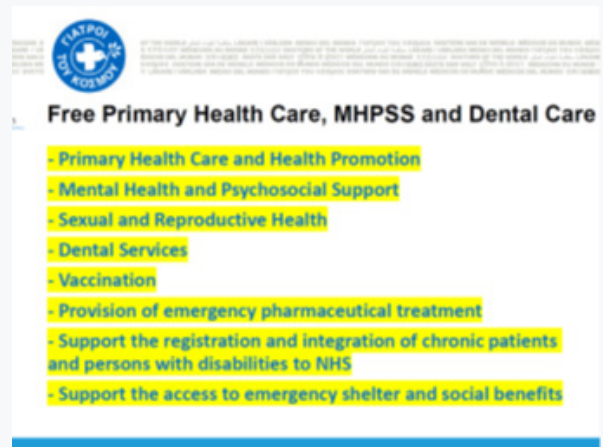 ΓΙΑΤΡΟΙ
ΤΟΥ ΚΟΣΜΟΥ
Free Primary Health Care, MHPSS and Dental Care
- Primary Health Care and Health Promotion
- Mental Health and Psychosocial Support
- Sexual and Reproductive Health
- Dental Services
- Vaccination
- Provision of emergency pharmaceutical treatment
- Support the registration and integration of chronic patients
and persons with disabilities to NHS
- Support the access to emergency shelter and social benefits